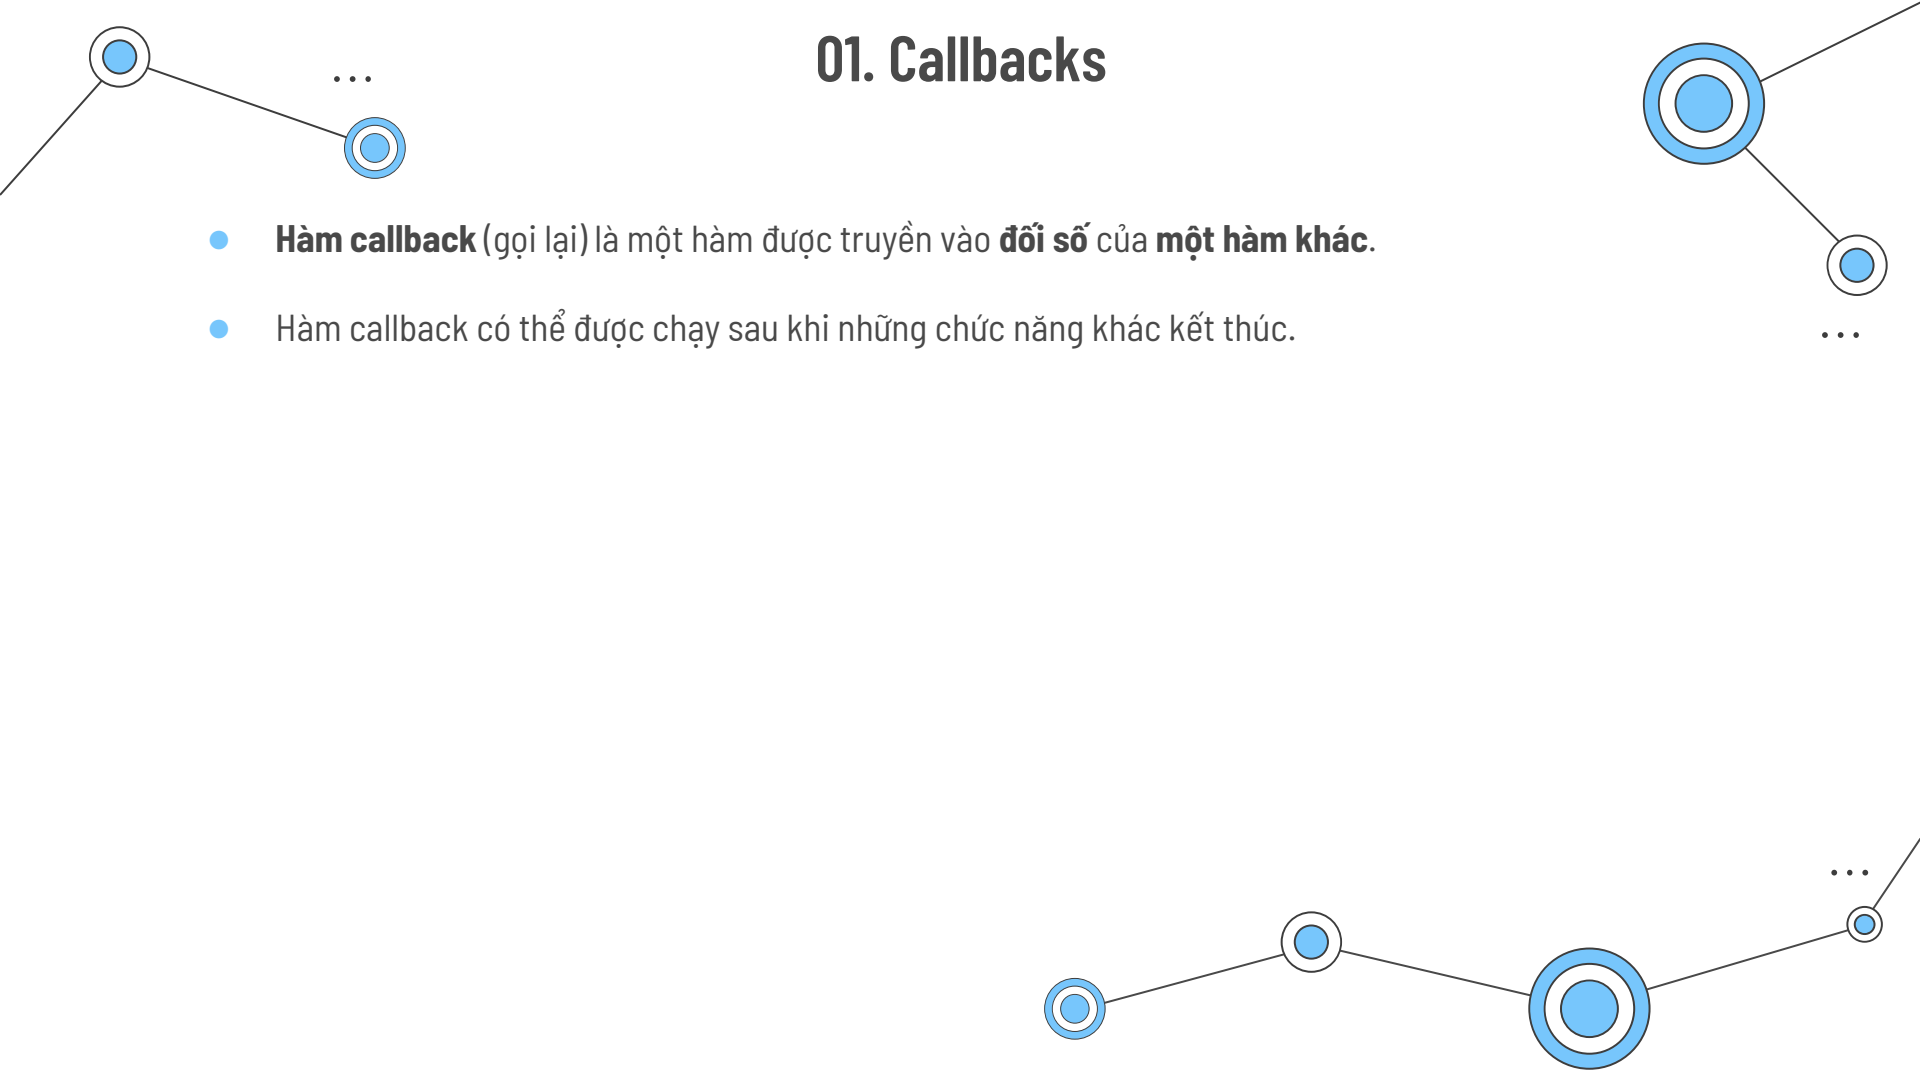 01. Callbacks
Hàm callback (gọi lại) là một hàm được truyền vào đối số của một hàm khác.
Hàm callback có thể được chạy sau khi những chức năng khác kết thúc.